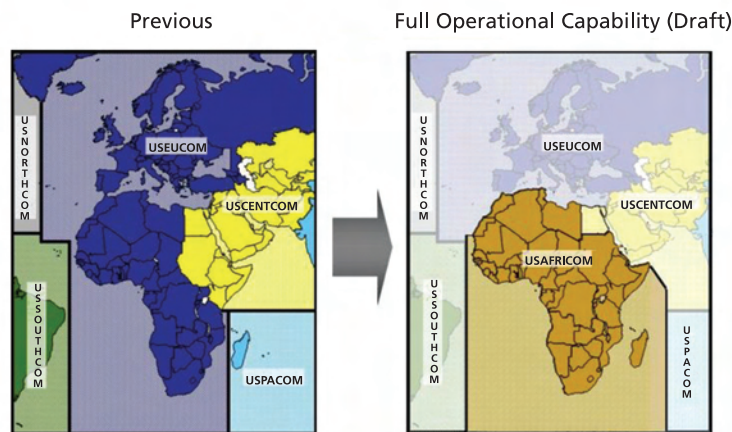 Previous
Full Operational Capability (Draft)
USNORTHCOM
USEUCOM
USCENTCOM
USSOUTHCOM
USPACOM
USNORTHCOM
USEUCOM
USCENTCOM
USAFRICOM
USSOUTHCOM
USPACOM